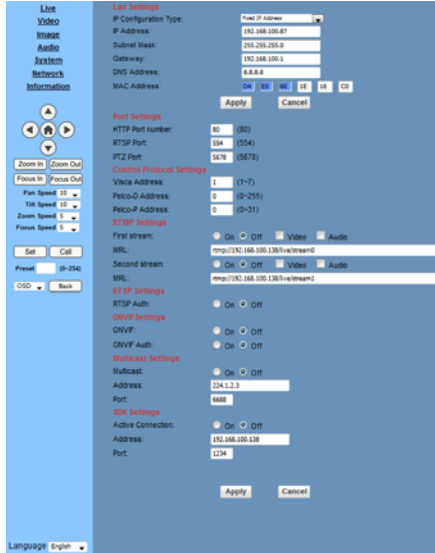 Live
Video
Image
Audio
System
Network
Information
Zoom In Zoom Out
Focus In Focus Out
Pan Speed 10
Tilt Speed 10
Zoom Speed 5
Focus Speed 5
Set Call
Preset (0~254)
OSD Back
Language English
Lan Settings
IP Configuration Type: Fixed IP Address
IP Address: 192.168.100.87
Subnet Mask: 255.255.255.0
Gateway: 192.168.100.1
DNS Address: 8.8.8.8
MAC Address: D4 E0 8E 1E 18 C0
Apply Cancel
Port Settings
HTTP Port number: 80 (80)
RTSP Port: 554 (554)
PTZ Port: 5678 (5678)
Control Protocol Settings
Visca Address: 1 (1~7)
Pelco-D Address: 0 (0~255)
Pelco-P Address: 0 (0~31)
RTMP Settings
First stream: On Off Video Audio
MRL: rtmp://192.168.100.138/live/stream0
Second stream: On Off Video Audio
MRL: rtmp://192.168.100.138/live/stream1
RTSP Settings
RTSP Auth: On Off
ONVIF Settings
ONVIF: On Off
ONVIF Auth: On Off
Multicast Settings
Multicast: On Off
Address: 224.1.2.3
Port: 6688
SDK Settings
Active Connection: On Off
Address: 192.168.100.138
Port: 1234
Apply Cancel